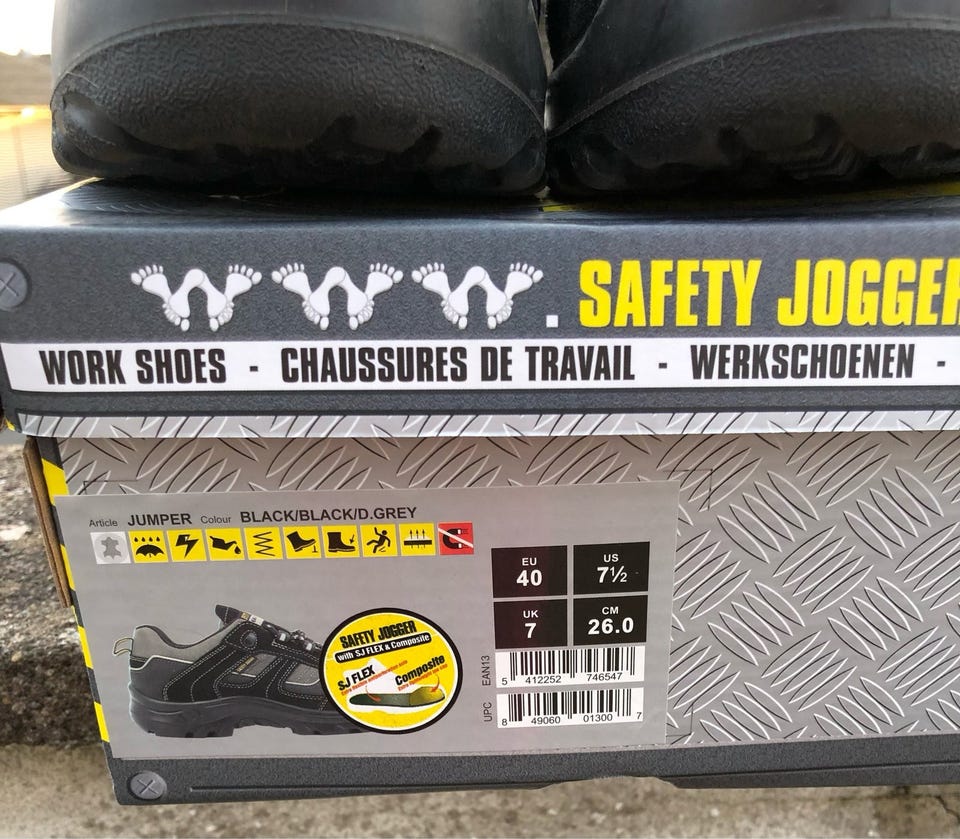 . SAFETY JOGGER
WORK SHOES - CHAUSSURES DE TRAVAIL - WERKSCHOENEN -
Article JUMPER Colour BLACK/BLACK/D.GREY
EU 40
US 7½
UK 7
CM 26.0
SAFETY JOGGER
with SJ FLEX & Composite
SJ FLEX
Composite
EAN13
5 412252 746547
UPC
8 49060 01300 7